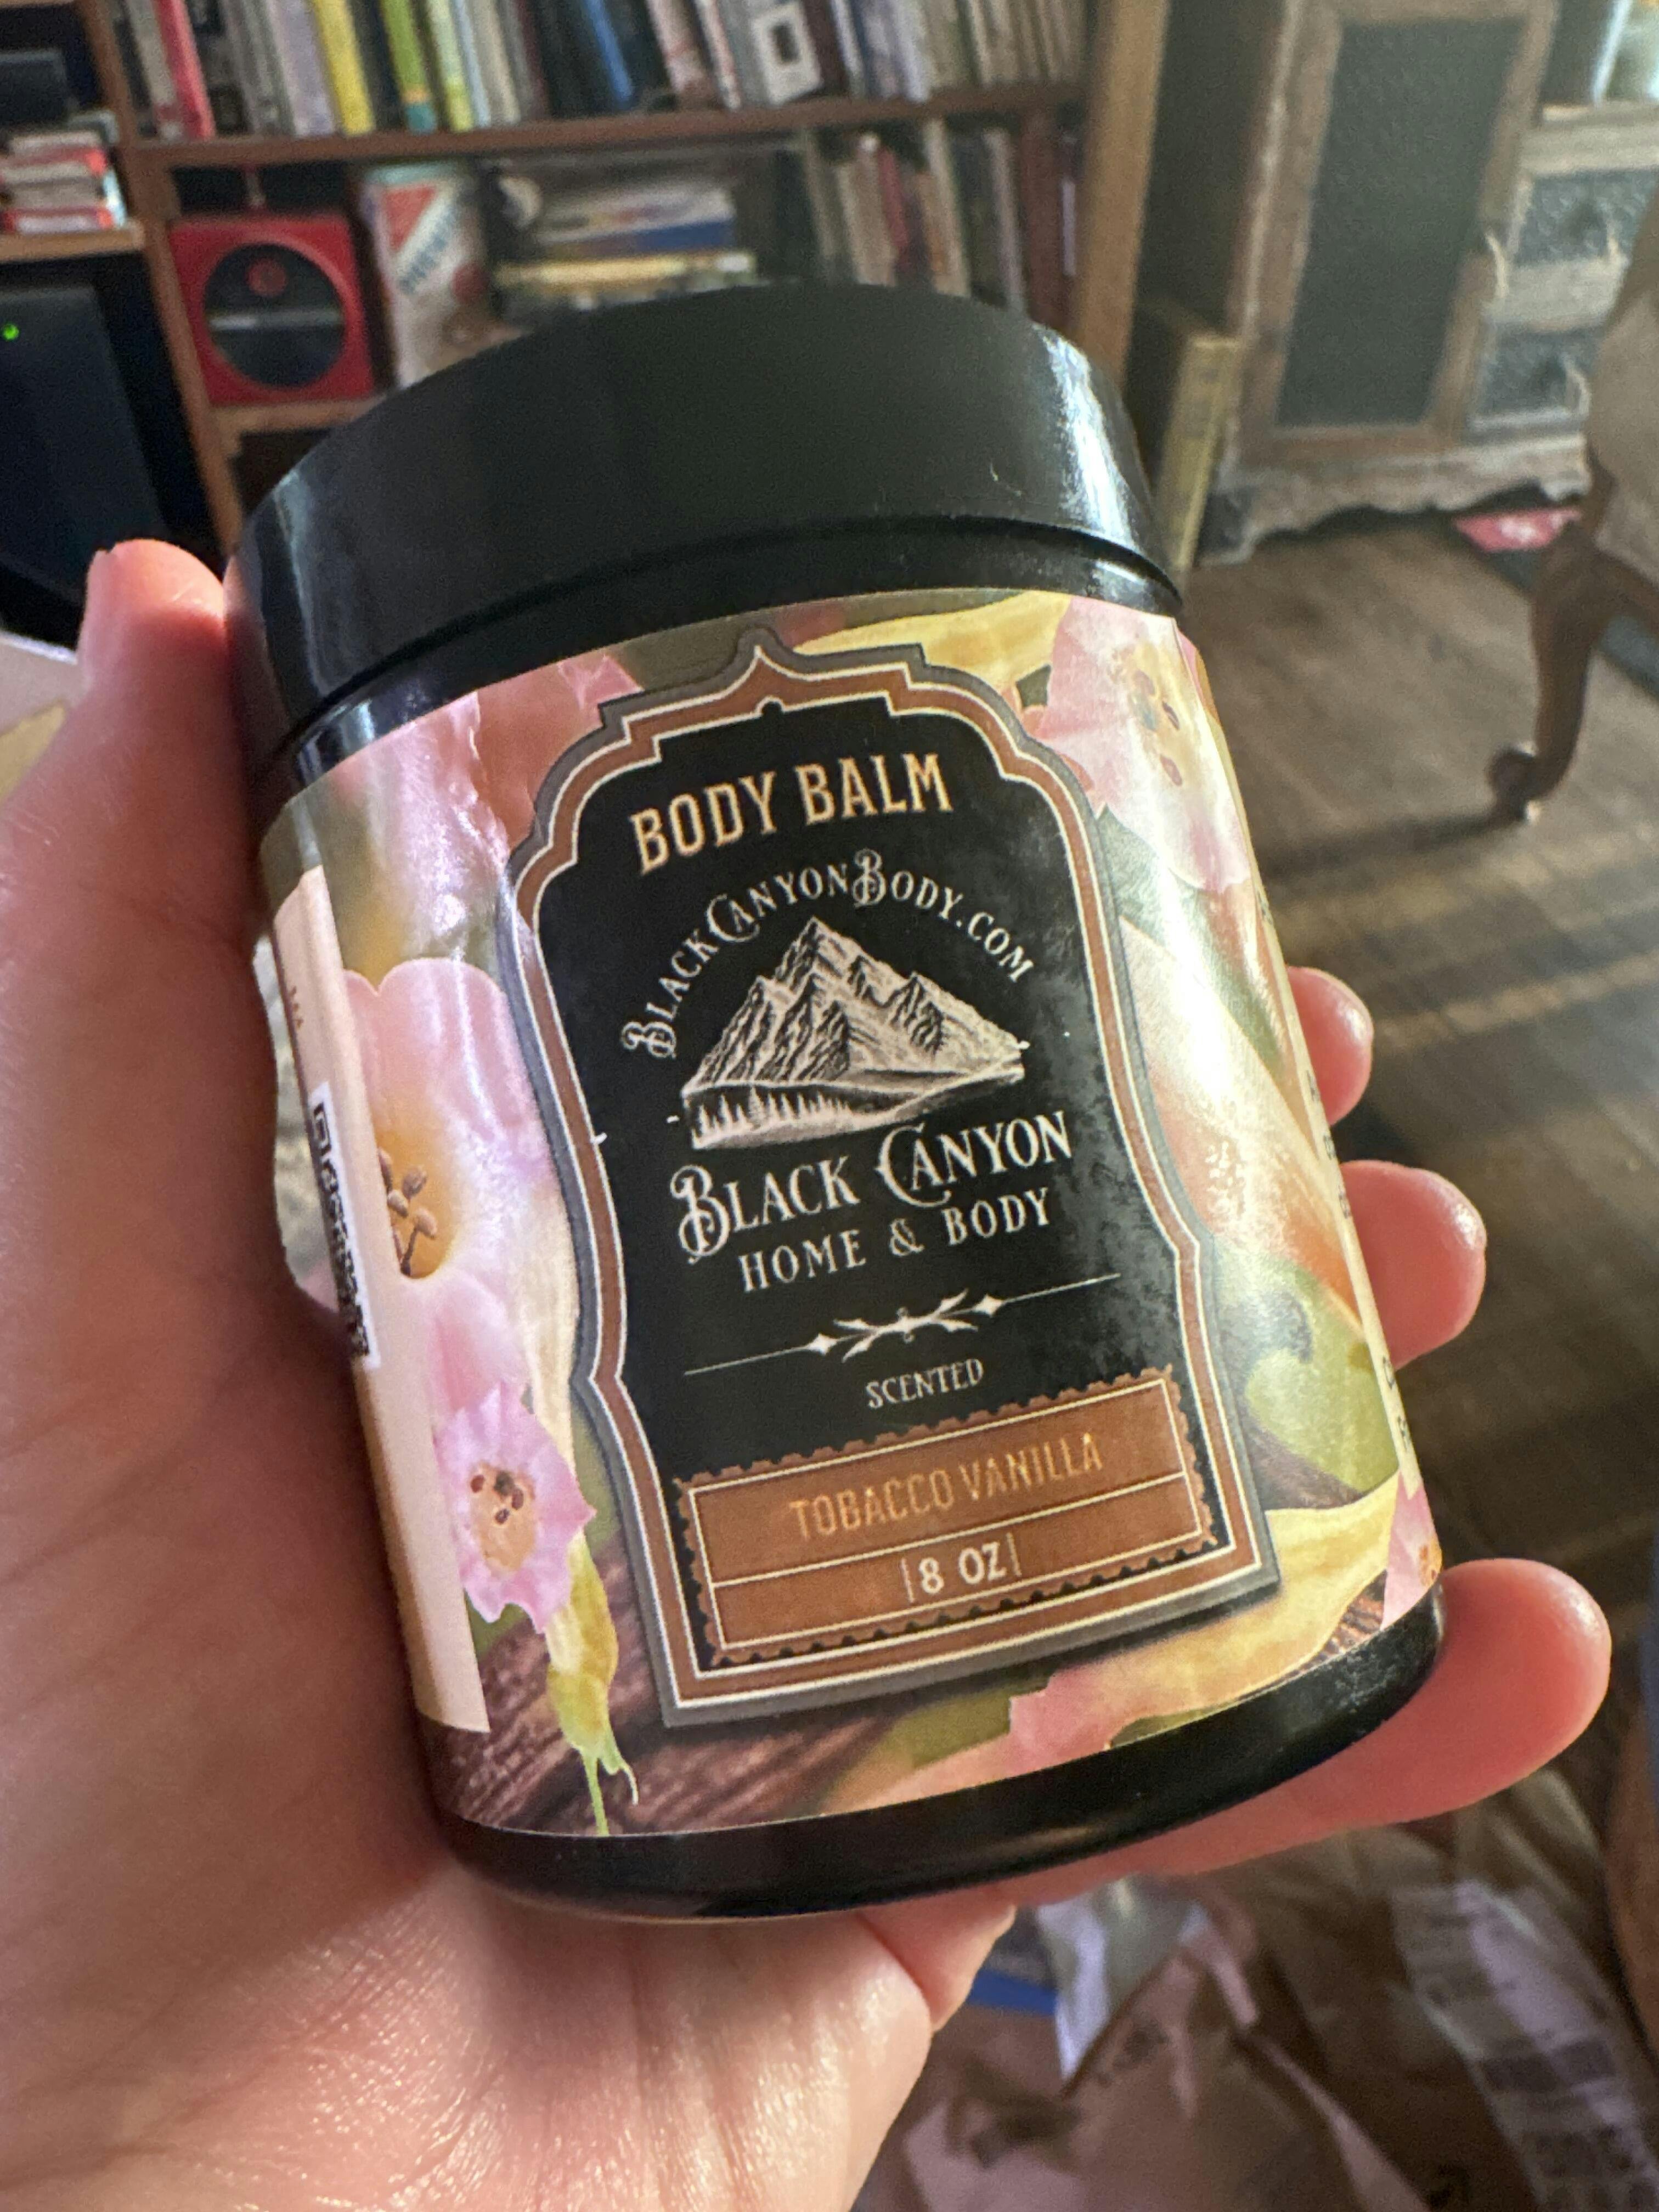 BODY BALM
BLACKCANYONBODY.COM
BLACK CANYON
HOME & BODY
SCENTED
TOBACCO VANILLA
8 OZ